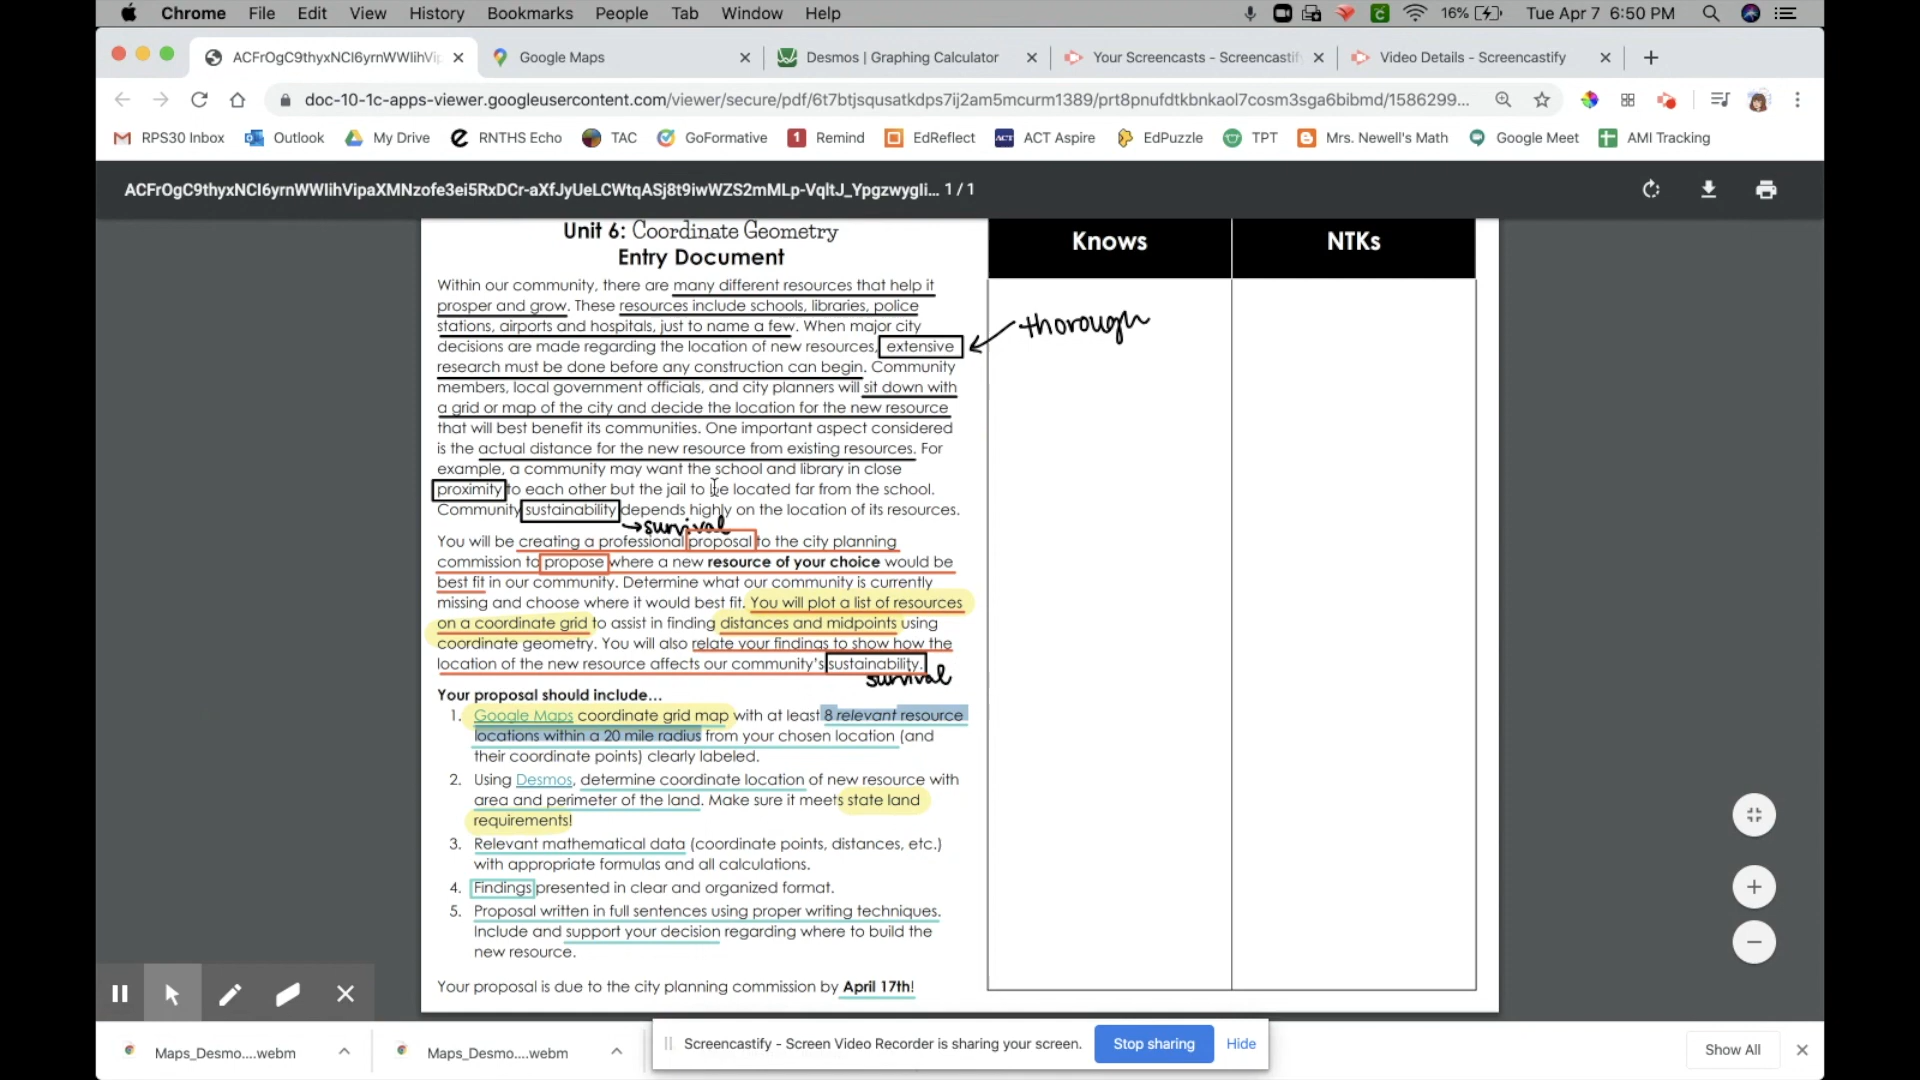 Chrome File Edit View History Bookmarks People Tab Window Help 16% Tue Apr 7 6:50 PM
ACFrOgC9thyxNCI6yrnWWIihVip Google Maps Desmos | Graphing Calculator Your Screencasts - Screencastif Video Details - Screencastify
doc-10-1c-apps-viewer.googleusercontent.com/viewer/secure/pdf/6t7btjsqusatkdps7ij2am5mcurm1389/prt8pnufdtkbnkaol7cosm3sga6bibmd/1586299...
RPS30 Inbox Outlook My Drive RNTHS Echo TAC GoFormative Remind EdReflect ACT Aspire EdPuzzle TPT Mrs. Newell's Math Google Meet AMI Tracking
ACFrOgC9thyxNCI6yrnWWIihVipaXMNzofe3ei5RxDCr-aXfJyUeLCWtqASj8t9iwWZS2mMLp-VqltJ_Ypgzwygli... 1 / 1
Unit 6: Coordinate Geometry
Entry Document
Knows NTKs
Within our community, there are many different resources that help it
prosper and grow. These resources include schools, libraries, police
stations, airports and hospitals, just to name a few. When major city
decisions are made regarding the location of new resources, extensive
thorough
research must be done before any construction can begin. Community
members, local government officials, and city planners will sit down with
a grid or map of the city and decide the location for the new resource
that will best benefit its communities. One important aspect considered
is the actual distance for the new resource from existing resources. For
example, a community may want the school and library in close
proximity to each other but the jail to be located far from the school.
Community sustainability depends highly on the location of its resources.
survival
You will be creating a professional proposal to the city planning
commission to propose where a new resource of your choice would be
best fit in our community. Determine what our community is currently
missing and choose where it would best fit. You will plot a list of resources
on a coordinate grid to assist in finding distances and midpoints using
coordinate geometry. You will also relate your findings to show how the
location of the new resource affects our community's sustainability.
survival
Your proposal should include...
1. Google Maps coordinate grid map with at least 8 relevant resource
locations within a 20 mile radius from your chosen location (and
their coordinate points) clearly labeled.
2. Using Desmos, determine coordinate location of new resource with
area and perimeter of the land. Make sure it meets state land
requirements!
3. Relevant mathematical data (coordinate points, distances, etc.)
with appropriate formulas and all calculations.
4. Findings presented in clear and organized format.
5. Proposal written in full sentences using proper writing techniques.
Include and support your decision regarding where to build the
new resource.
Your proposal is due to the city planning commission by April 17th!
Maps_Desmo....webm Maps_Desmo....webm Screencastify - Screen Video Recorder is sharing your screen. Stop sharing Hide Show All